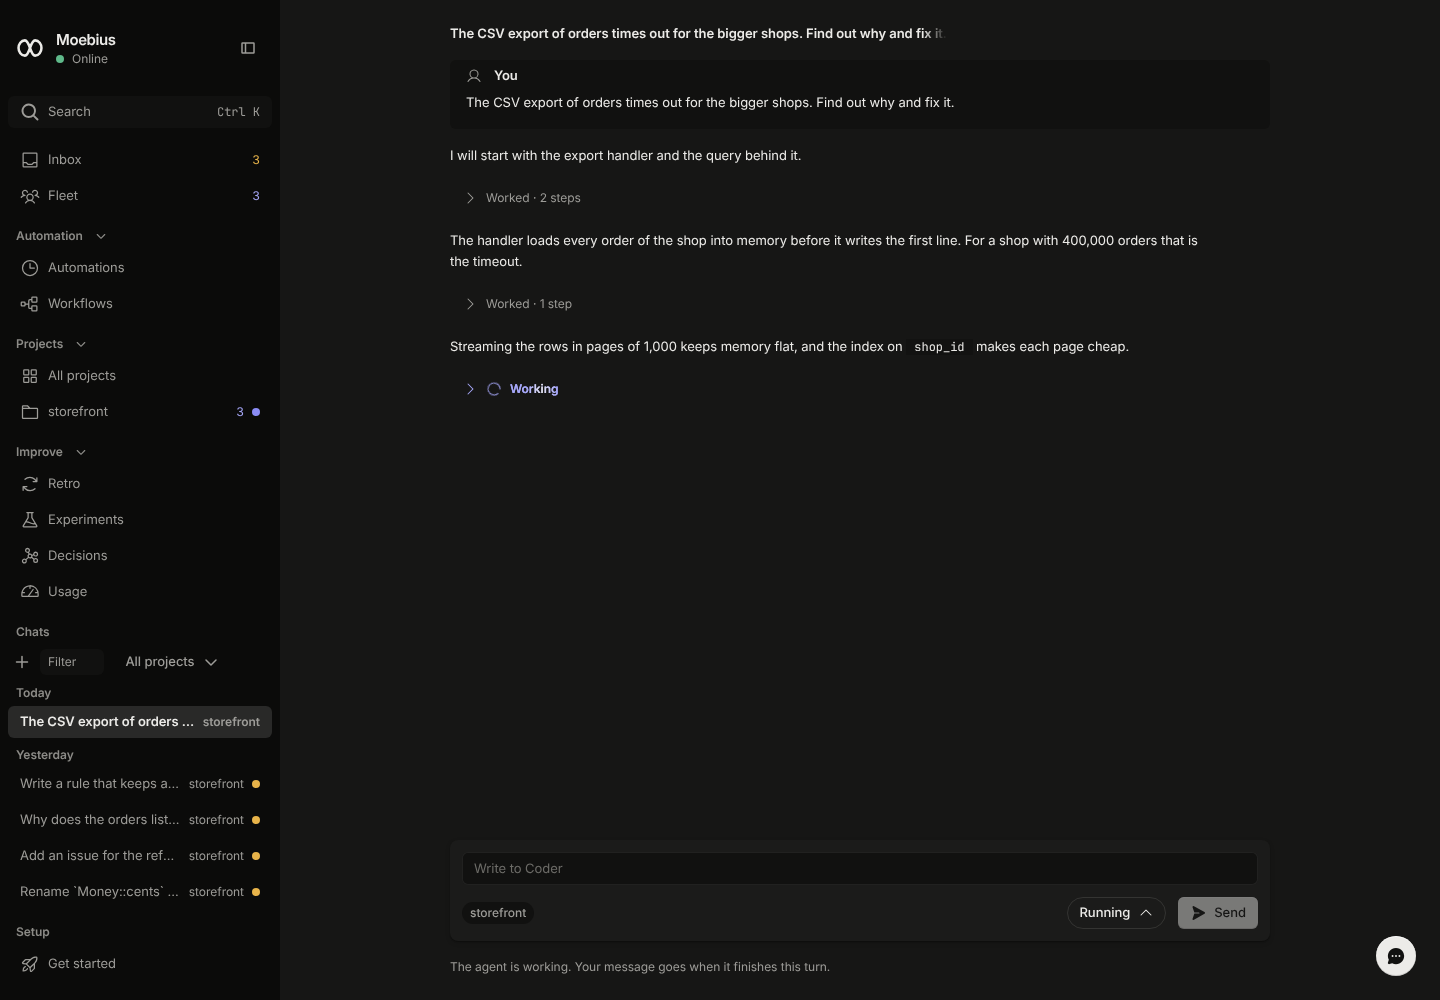 Moebius
Online
Search Ctrl K
Inbox 3
Fleet 3
Automation
Automations
Workflows
Projects
All projects
storefront 3
Improve
Retro
Experiments
Decisions
Usage
Chats
Filter All projects
Today
The CSV export of orders ... storefront
Yesterday
Write a rule that keeps a... storefront
Why does the orders list... storefront
Add an issue for the ref... storefront
Rename `Money::cents` ... storefront
Setup
Get started
The CSV export of orders times out for the bigger shops. Find out why and fix it.
You
The CSV export of orders times out for the bigger shops. Find out why and fix it.
I will start with the export handler and the query behind it.
Worked · 2 steps
The handler loads every order of the shop into memory before it writes the first line. For a shop with 400,000 orders that is
the timeout.
Worked · 1 step
Streaming the rows in pages of 1,000 keeps memory flat, and the index on shop_id makes each page cheap.
Working
Write to Coder
storefront Running Send
The agent is working. Your message goes when it finishes this turn.